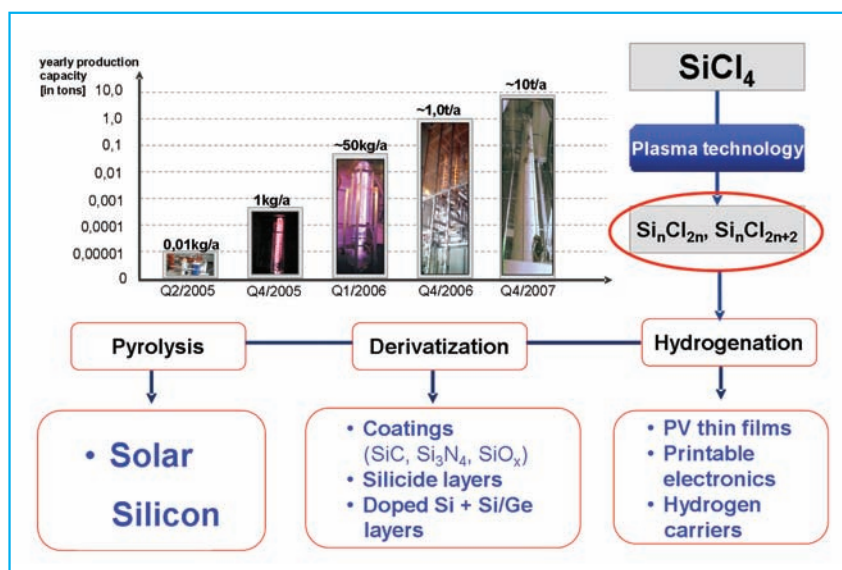 yearly production
capacity
[in tons]
10,0
1,0
0,1
0,001
0,0001
0,00001
0
0,01kg/a
1kg/a
~50kg/a
~1,0t/a
~10t/a
Q2/2005
Q4/2005
Q1/2006
Q4/2006
Q4/2007
SiCl4
Plasma technology
SinCl2n, SinCl2n+2
Pyrolysis
Derivatization
Hydrogenation
• Solar
Silicon
• Coatings
(SiC, Si3N4, SiOx)
• Silicide layers
• Doped Si + Si/Ge
layers
• PV thin films
• Printable
electronics
• Hydrogen
carriers